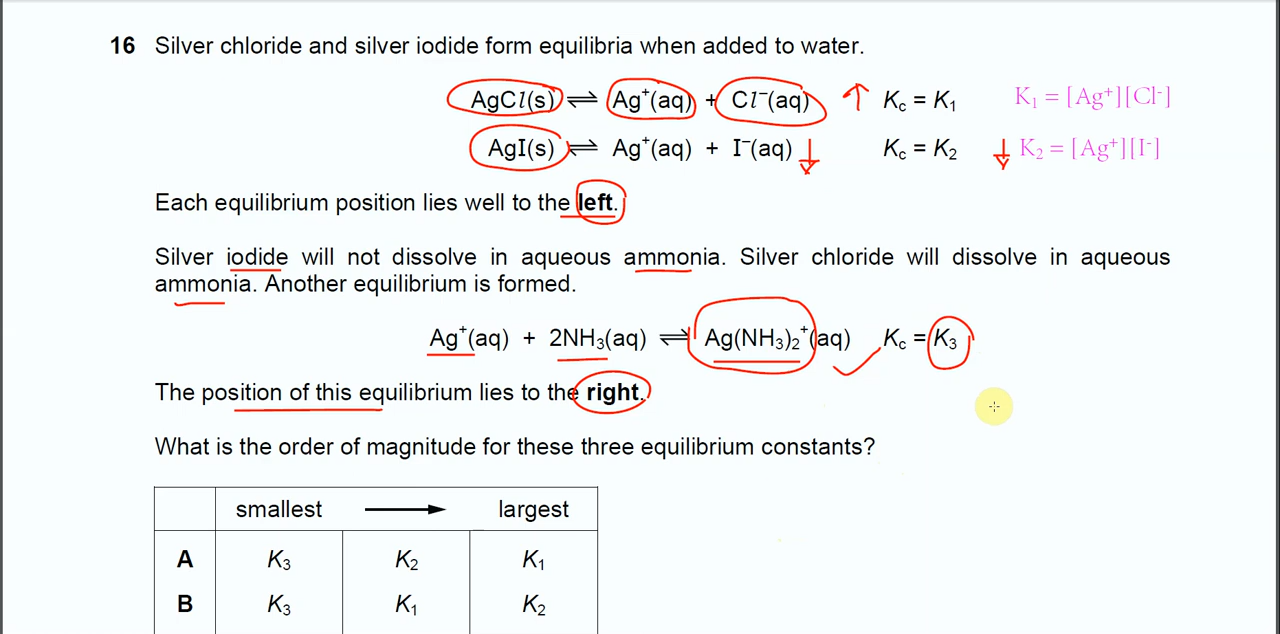 16 Silver chloride and silver iodide form equilibria when added to water.
AgCl(s) ⇌ Ag⁺(aq) + Cl⁻(aq) ↑ Kc = K₁ K₁ = [Ag⁺][Cl⁻]
AgI(s) ⇌ Ag⁺(aq) + I⁻(aq) ↓ Kc = K₂ ↓ K₂ = [Ag⁺][I⁻]
Each equilibrium position lies well to the left.
Silver iodide will not dissolve in aqueous ammonia. Silver chloride will dissolve in aqueous
ammonia. Another equilibrium is formed.
Ag⁺(aq) + 2NH₃(aq) ⇌ Ag(NH₃)₂⁺(aq) Kc = K₃
The position of this equilibrium lies to the right.
What is the order of magnitude for these three equilibrium constants?
smallest → largest
A K₃ K₂ K₁
B K₃ K₁ K₂